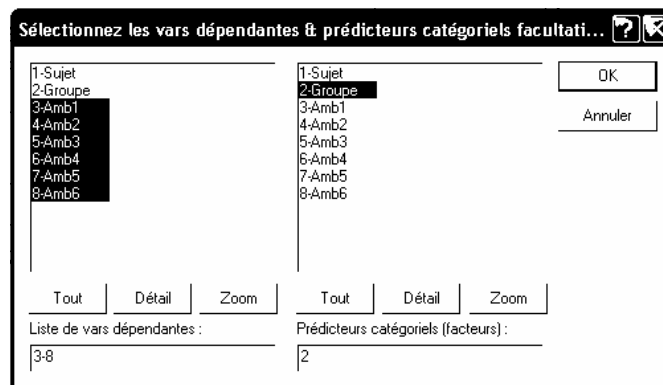 Sélectionnez les vars dépendantes & prédicteurs catégoriels facultati...
1-Sujet
2-Groupe
3-Amb1
4-Amb2
5-Amb3
6-Amb4
7-Amb5
8-Amb6
1-Sujet
2-Groupe
3-Amb1
4-Amb2
5-Amb3
6-Amb4
7-Amb5
8-Amb6
OK
Annuler
Tout Détail Zoom
Tout Détail Zoom
Liste de vars dépendantes :
3-8
Prédicteurs catégoriels (facteurs) :
2